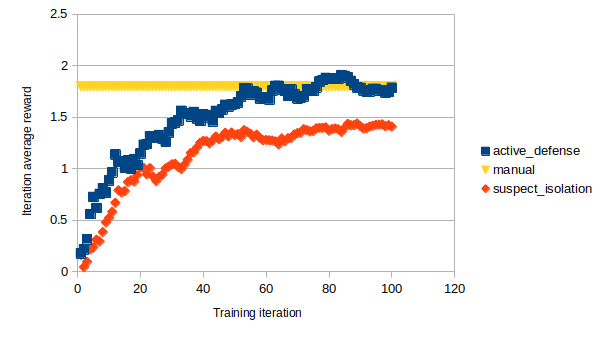 2.5
2
1.5
1
0.5
0
0 20 40 60 80 100 120
Iteration average reward
Training iteration
active_defense
manual
suspect_isolation